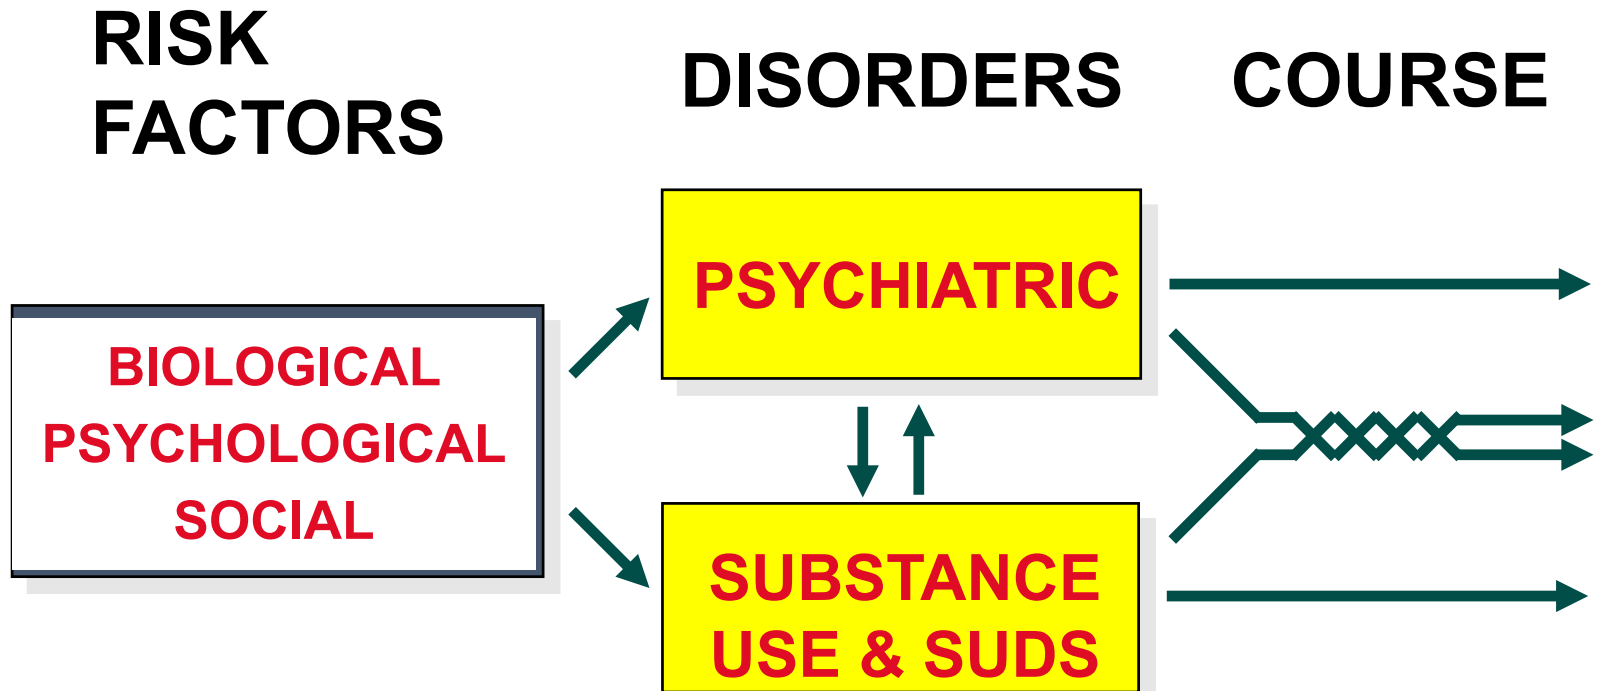 RISK
FACTORS
DISORDERS
COURSE
BIOLOGICAL
PSYCHOLOGICAL
SOCIAL
PSYCHIATRIC
SUBSTANCE
USE & SUDS